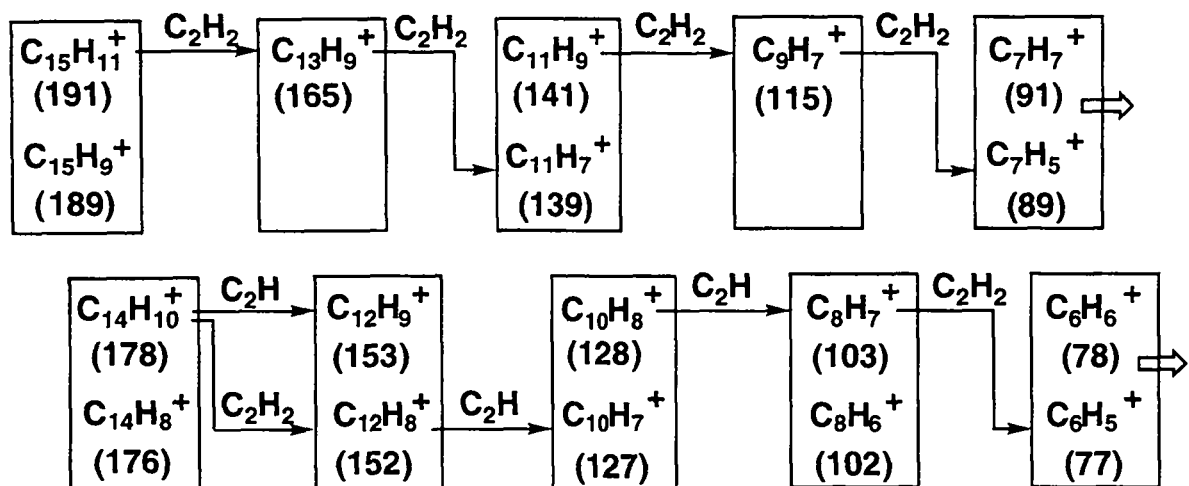 C₂H₂ C₂H₂ C₂H₂ C₂H₂
C₁₅H₁₁⁺ C₁₃H₉⁺ C₁₁H₉⁺ C₉H₇⁺ C₇H₇⁺
(191) (165) (141) (115) (91)
C₁₅H₉⁺ C₁₁H₇⁺ C₇H₅⁺
(189) (139) (89)
C₂H C₂H C₂H₂
C₁₄H₁₀⁺ C₁₂H₉⁺ C₁₀H₈⁺ C₈H₇⁺ C₆H₆⁺
(178) (153) (128) (103) (78)
C₁₄H₈⁺ C₂H₂ C₁₂H₈⁺ C₂H C₁₀H₇⁺ C₈H₆⁺ C₆H₅⁺
(176) (152) (127) (102) (77)